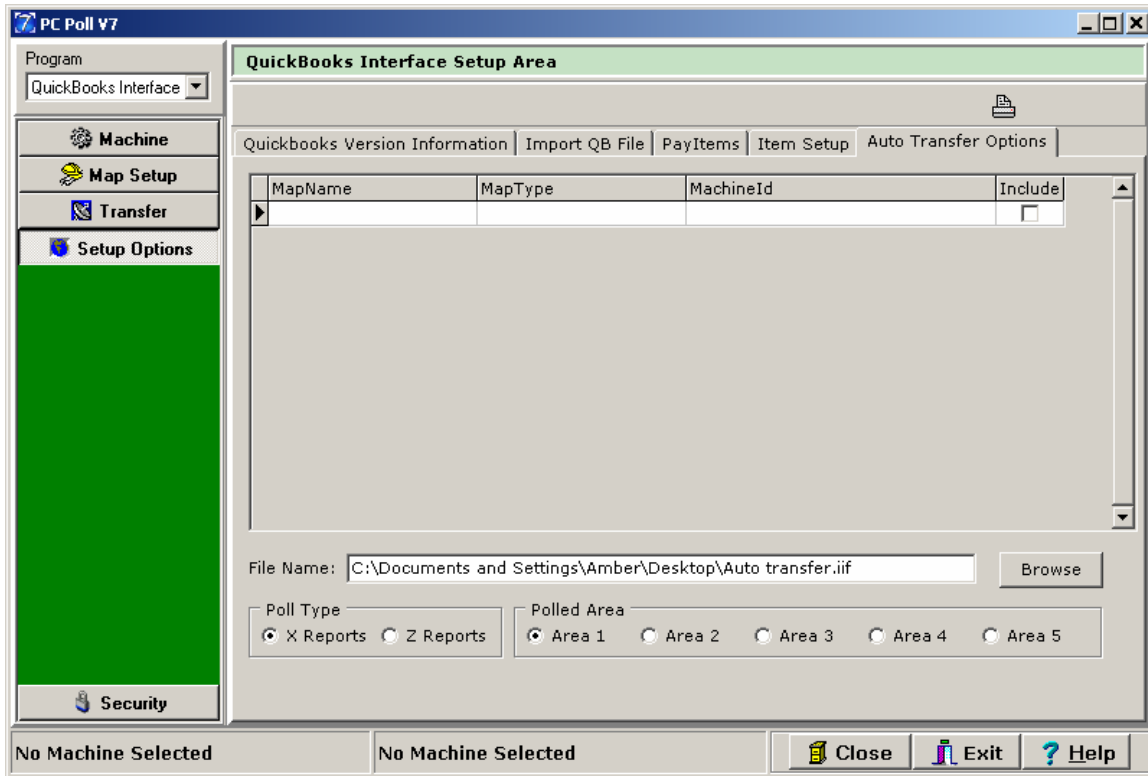 PC Poll V7
Program
QuickBooks Interface
Machine
Map Setup
Transfer
Setup Options
Security
QuickBooks Interface Setup Area
Quickbooks Version Information Import QB File PayItems Item Setup Auto Transfer Options
MapName MapType MachineId Include
File Name: C:\Documents and Settings\Amber\Desktop\Auto transfer.iif Browse
Poll Type Polled Area
X Reports Z Reports Area 1 Area 2 Area 3 Area 4 Area 5
No Machine Selected No Machine Selected Close Exit Help